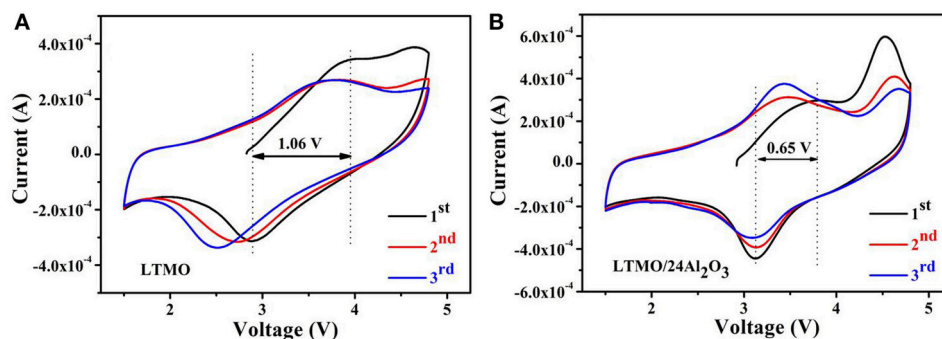 A
Current (A)
4.0x10⁻⁴
2.0x10⁻⁴
0.0
-2.0x10⁻⁴
-4.0x10⁻⁴
1.06 V
LTMO
1st
2nd
3rd
2 3 4 5
Voltage (V)
B
Current (A)
6.0x10⁻⁴
4.0x10⁻⁴
2.0x10⁻⁴
0.0
-2.0x10⁻⁴
-4.0x10⁻⁴
-6.0x10⁻⁴
0.65 V
LTMO/24Al₂O₃
1st
2nd
3rd
2 3 4 5
Voltage (V)